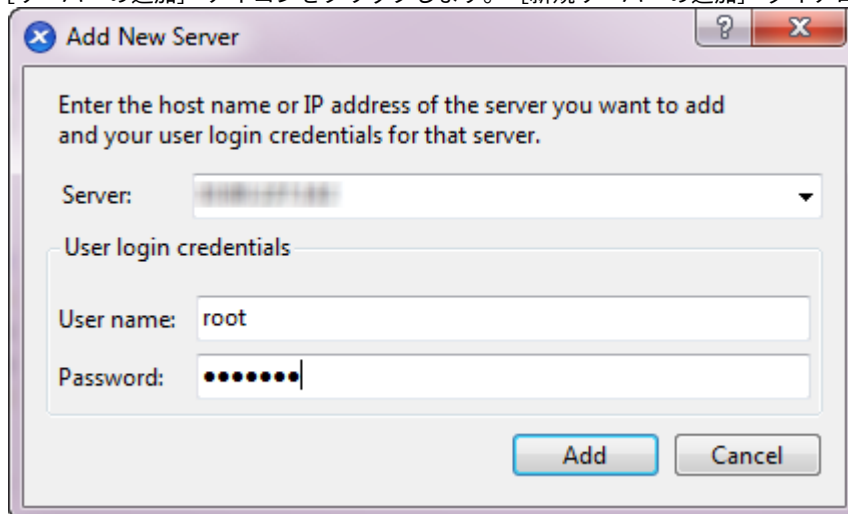 Add New Server
Enter the host name or IP address of the server you want to add
and your user login credentials for that server.
Server:
User login credentials
User name: root
Password: •••••••
Add Cancel